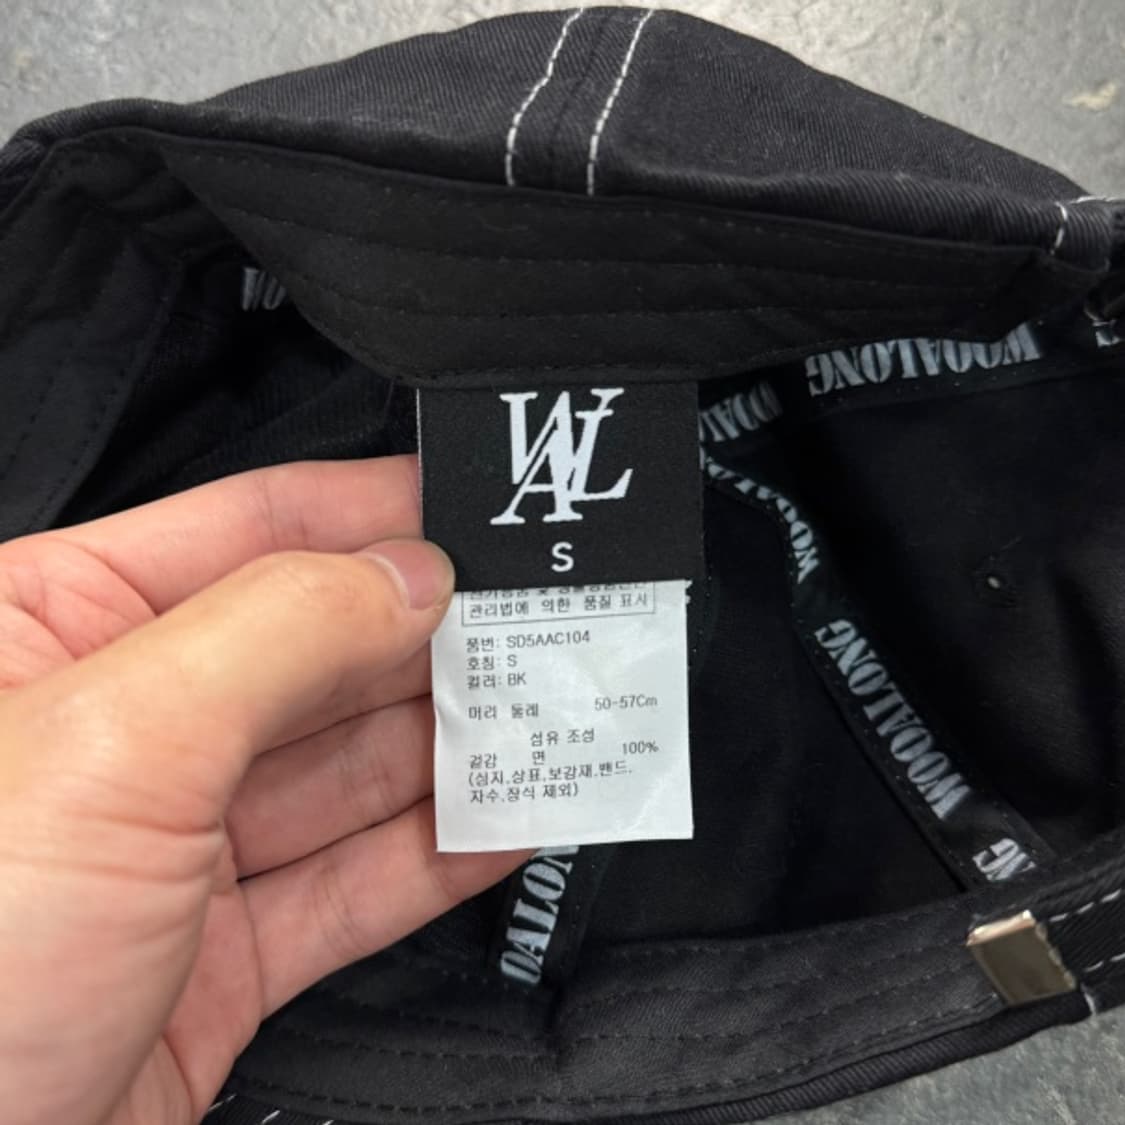 WAL
S
관리법에 의한 품질 표시
품번: SD5AAC104
호칭: S
컬러: BK
머리 둘레 50-57Cm
섬유 조성
겉감 면 100%
(심지,상표,보강재,밴드,
자수,장식 제외)
WOOALONG
WOOALONG
WOOALONG